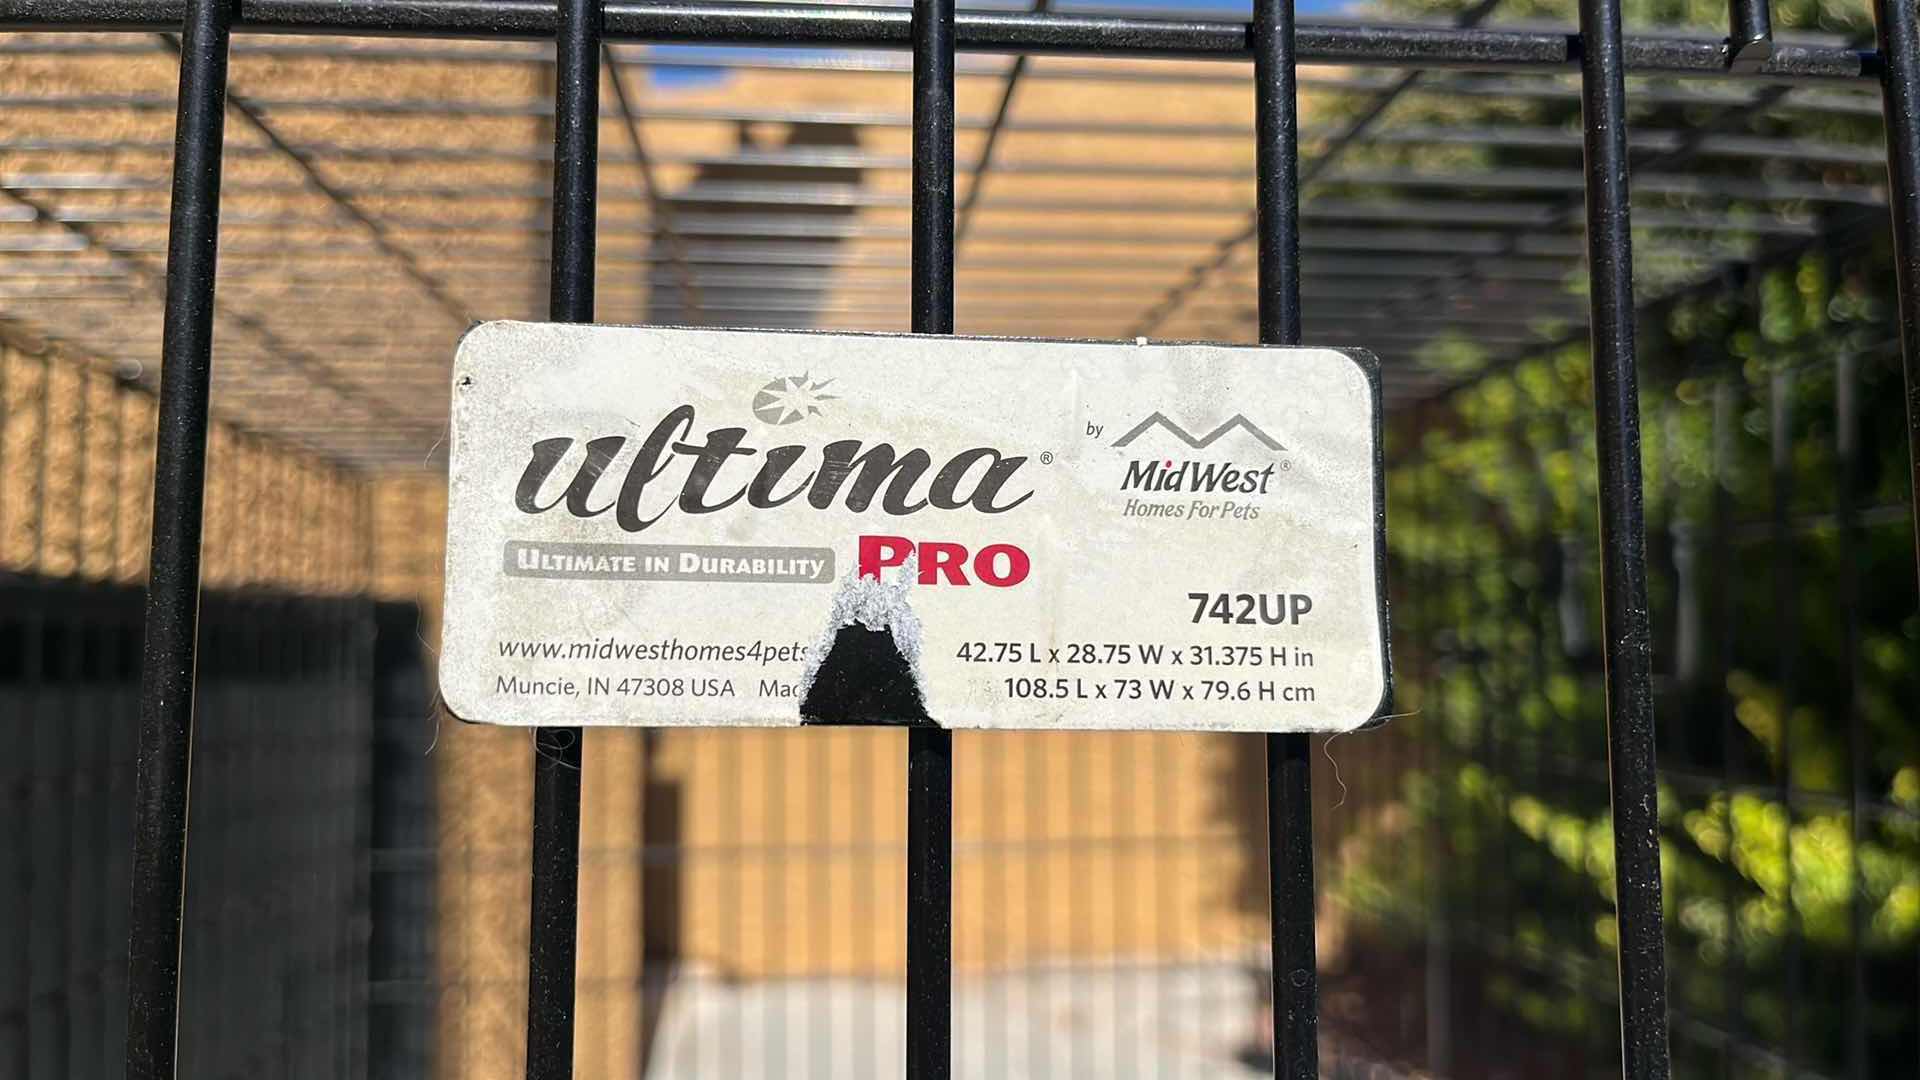 ultima®
by
MidWest®
Homes For Pets
ULTIMATE IN DURABILITY PRO
742UP
www.midwesthomes4pets
42.75 L x 28.75 W x 31.375 H in
Muncie, IN 47308 USA
108.5 L x 73 W x 79.6 H cm